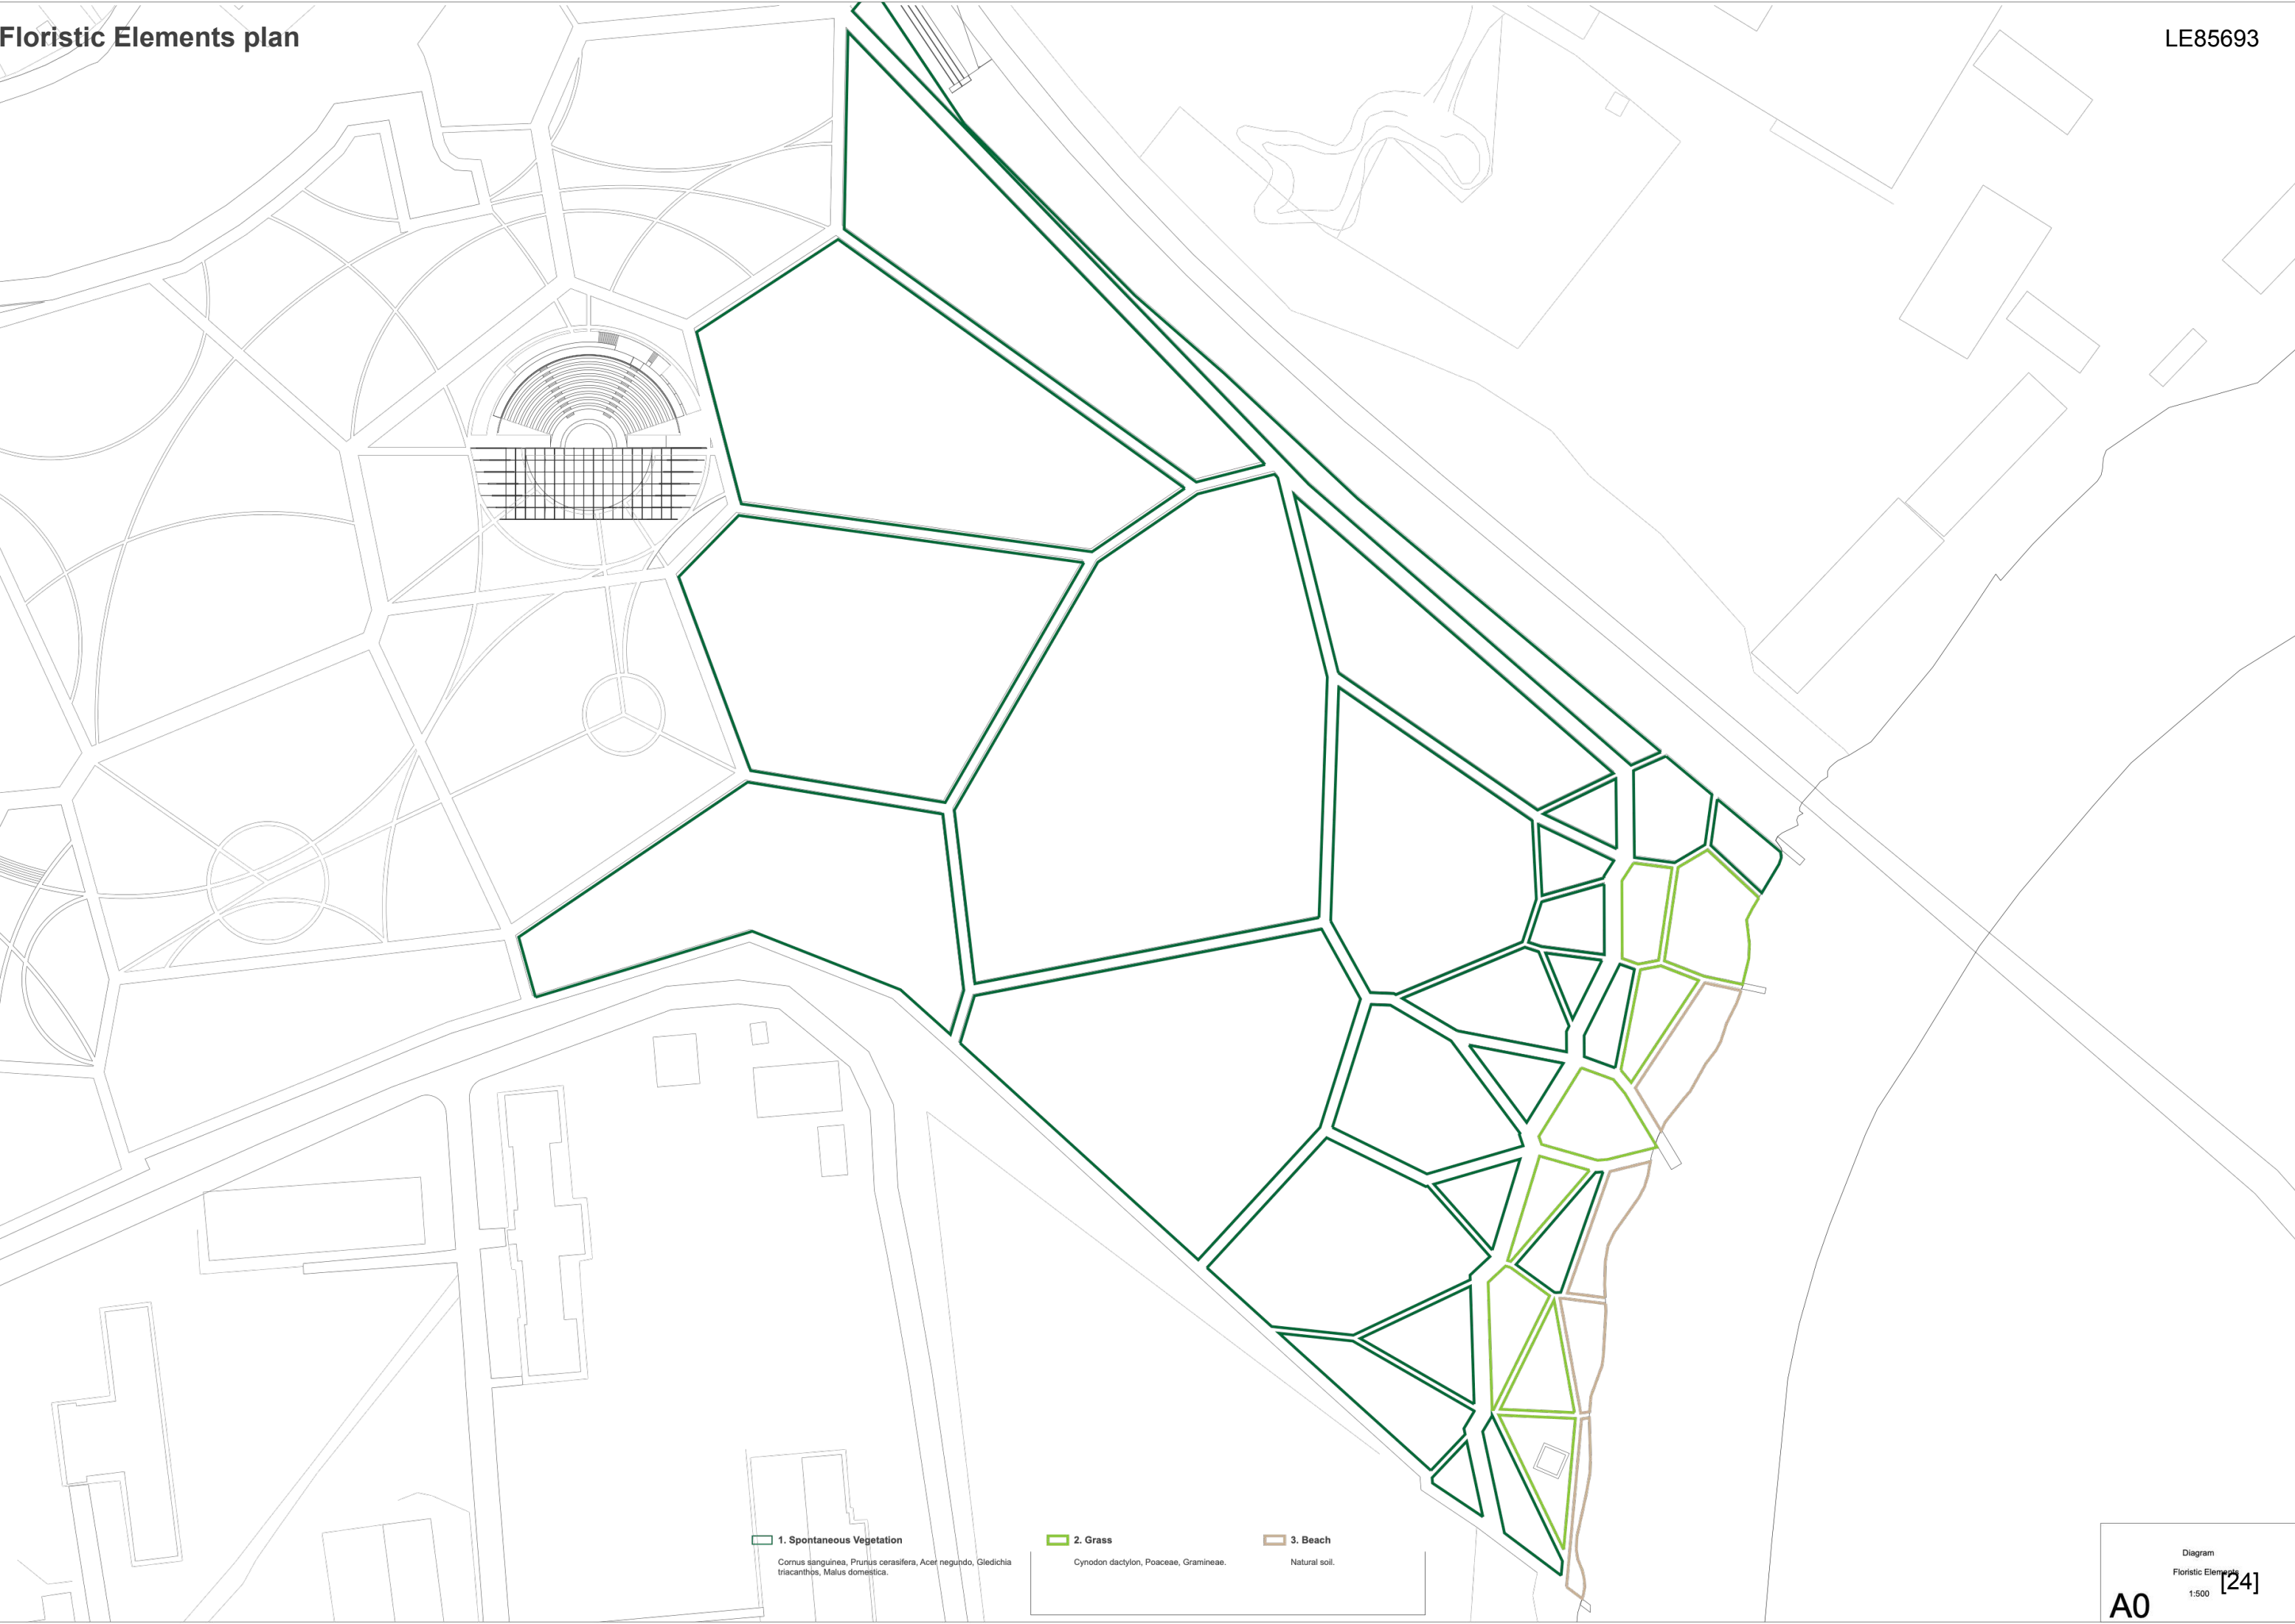 Floristic Elements plan
LE85693
1. Spontaneous Vegetation
Cornus sanguinea, Prunus cerasifera, Acer negundo, Gledichia
triacanthos, Malus domestica.
2. Grass
Cynodon dactylon, Poaceae, Gramineae.
3. Beach
Natural soil.
Diagram
Floristic Elements
1:500
[24]
A0